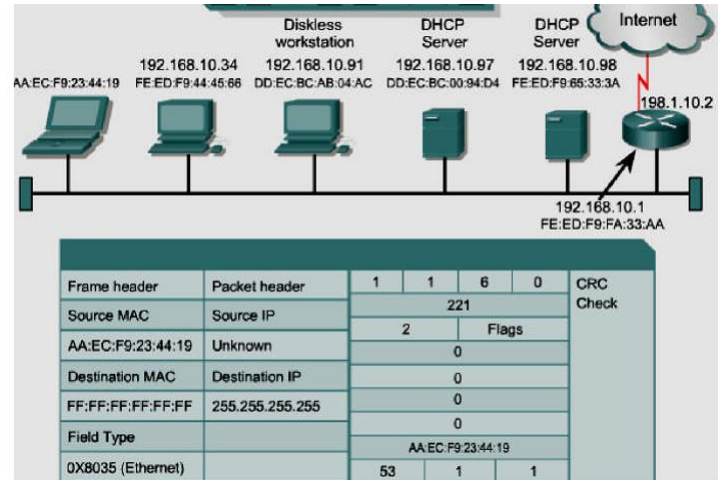 Diskless
workstation
DHCP
Server
DHCP
Server
Internet
192.168.10.34
192.168.10.91
192.168.10.97
192.168.10.98
AA:EC:F9:23:44:19
FE:ED:F9:44:45:66
DD:EC:BC:AB:04:AC
DD:EC:BC:00:94:D4
FE:ED:F9:65:33:3A
198.1.10.2
192.168.10.1
FE:ED:F9:FA:33:AA
Frame header
Packet header
1 1 6 0
CRC
Check
Source MAC
Source IP
221
2 Flags
AA:EC:F9:23:44:19
Unknown
0
Destination MAC
Destination IP
0
FF:FF:FF:FF:FF:FF
255.255.255.255
0
0
Field Type
AA:EC:F9:23:44:19
0X8035 (Ethernet)
53 1 1